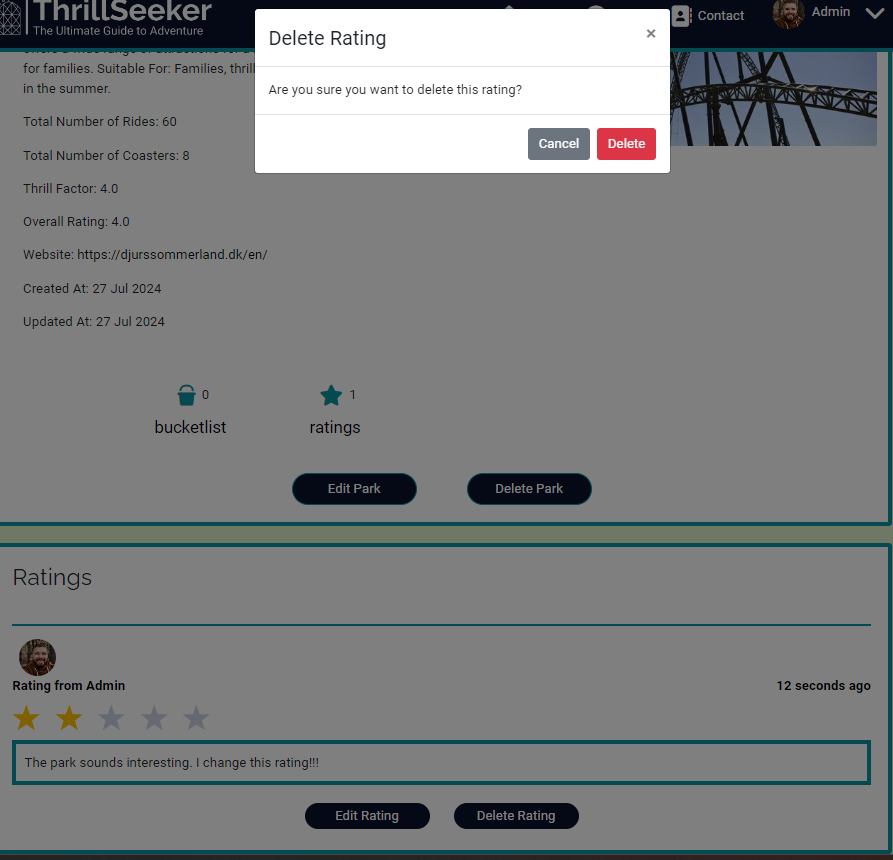 ThrillSeeker
The Ultimate Guide to Adventure
Contact
Admin
Delete Rating
×
Are you sure you want to delete this rating?
Cancel
Delete
for families. Suitable For: Families, thrill
in the summer.
Total Number of Rides: 60
Total Number of Coasters: 8
Thrill Factor: 4.0
Overall Rating: 4.0
Website: https://djurssommerland.dk/en/
Created At: 27 Jul 2024
Updated At: 27 Jul 2024
0
1
bucketlist
ratings
Edit Park
Delete Park
Ratings
Rating from Admin
12 seconds ago
The park sounds interesting. I change this rating!!!
Edit Rating
Delete Rating